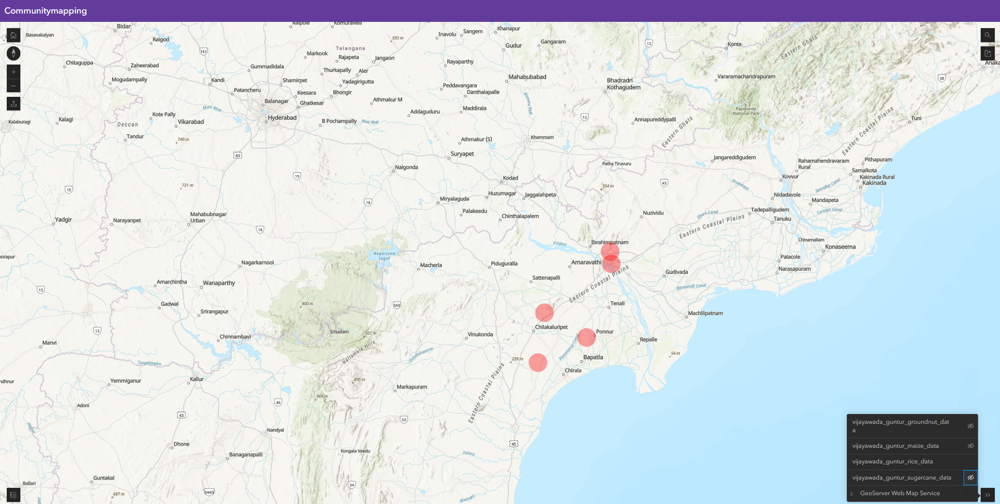 Communitymapping
Bidar
Raipole
Komuravelli
Basavakalyan
Raigod
161
593 m
Inavolu
Sangem
Khanapur
Gudur
Gangaram
12
Konta
Eastern Ghats
Telangana
Markook
Rajapeta
Jangaon
Chitaguppa
Zaheerabad
Gummadidala
Thurkapally
Aler
Rayaparthy
Mogudampally
Kandi
Shamirpet
Yadagirigutta
Mahabubabad
Bhadradri
Kothagudem
Vararamachandrapuram
38
Patancheru
Keesara
Bhongir
Peddavangara
Danthalapalle
Balanagar
Ghatkesar
Athmakur M
Muneru River
Musi River
Maddirala
Papikonda
National Park
Kote Pally
Addaguduru
Kalaburagi
Kalagi
Deccan
Vikarabad
Hyderabad
B Pochampally
Musi River
12
Annapureddypalli
Eastern Ghats
Eastern Coastal Plains
Tuni
Tandur
740 m
Athmakur (S)
Khammam
43
Suryapet
Jangareddigudem
Rahamahendravaram
Rural
Pithapuram
Patha Tiruvuru
Nalgonda
Samalkota
19
Kodad
Kovvur
Kakinada Rural
Kakinada
721 m
15
554 m
43
Errakalava
Samalkot Canal
Huzurnagar
Jaggaiahpeta
Nidadavole
18
Miryalaguda
Mandapeta
Mahabubnagar
Urban
Palakeedu
Chinthalapalem
Nuzividu
Ellore Canal
Tadepalligudem
Coringa Canal
Yadgir
Narayanpet
Eastern Coastal Plains
Tanuku
18
Chinamallam
Krishna
Ibrahimpatnam
Konaseema
Nagarjuna
Sagar
Palacole
Nagarkarnool
Macherla
Piduguralla
Amaravathi
Narasapuram
Gudivada
Sattenapalli
Eastern Coastal Plains
Amarchintha
Wanaparthy
15
Bantumilli Canal
Gadwal
900 m
565
Tenali
Srirangapur
Machilipatnam
13
Chilakaluripet
Srisailam
921 m
Vinukonda
Ponnur
Chinnambavi
Repalle
Manvi
Nallamala Hills
Gundlukamma
Kommamur Canal
54 m
Tungabhadra
239 m
Bapatla
Chirala
Yemmiganur
Kallur
890 m
Markapuram
Eastern Coastal Plains
969 m
Adoni
46
43
53
Hagari
Nandyal
Dhone
45
Kongala Veedu
Banaganapalli
Paleru
Guntakal
Ballari
687 m
544D
54
Manneru
vijayawada_guntur_groundnut_dat
a
vijayawada_guntur_maize_data
vijayawada_guntur_rice_data
vijayawada_guntur_sugarcane_data
GeoServer Web Map Service